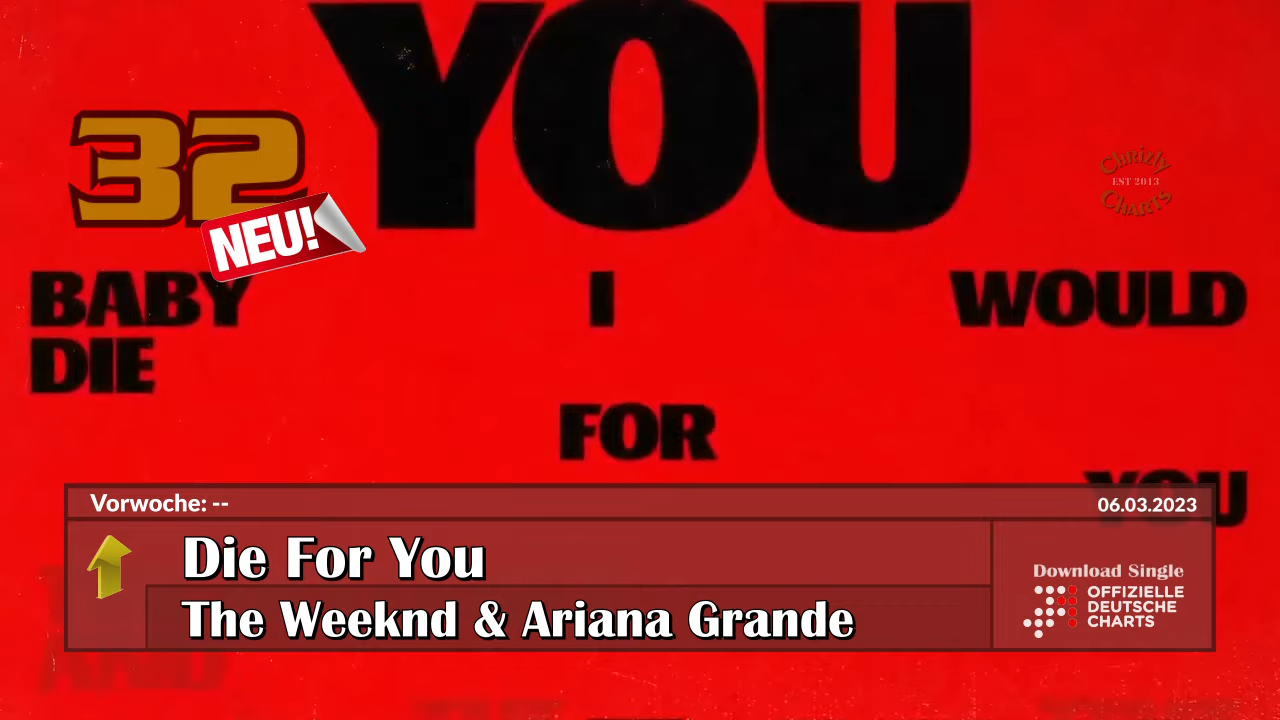 YOU
32
NEU!
Chrizly
EST 2013
Charts
BABY I WOULD
DIE
FOR
YOU
Vorwoche: --
06.03.2023
Die For You
The Weeknd & Ariana Grande
Download Single
OFFIZIELLE
DEUTSCHE
CHARTS
AND